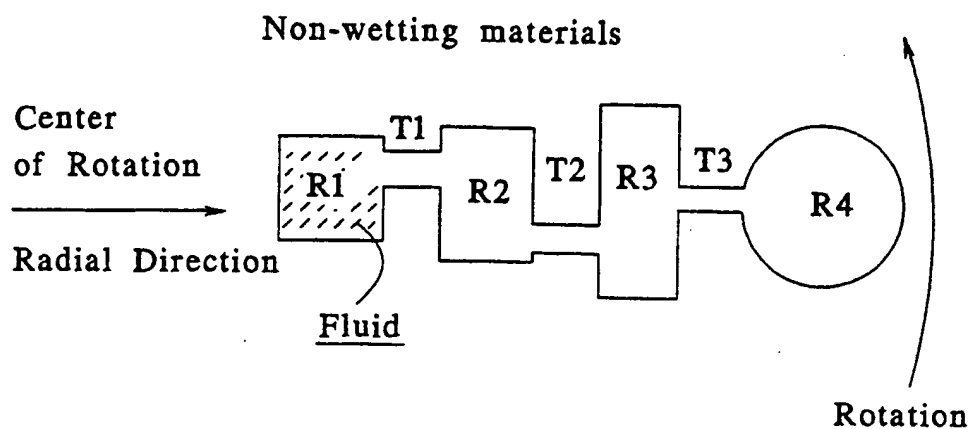 Non-wetting materials
Center
of Rotation
Radial Direction
T1
R1
R2
T2
R3
T3
R4
Fluid
Rotation